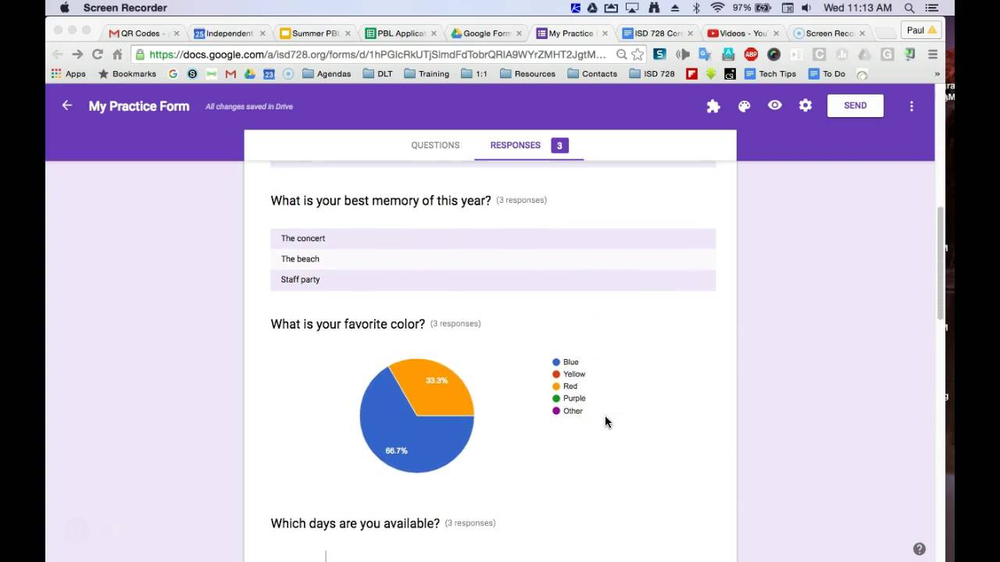 Screen Recorder 97% Wed 11:13 AM
QR Codes - Independent Summer PBL PBL Applicat Google Form My Practice ISD 728 Cor Videos - You Screen Reco Paul
https://docs.google.com/a/isd728.org/forms/d/1hPGIcRkUTjSlmdFdTobrQRIA9WYrZMHT2JgtM...
Apps Bookmarks Agendas DLT Training 1:1 Resources Contacts ISD 728 Tech Tips To Do »
My Practice Form All changes saved in Drive SEND
QUESTIONS RESPONSES 3
What is your best memory of this year? (3 responses)
The concert
The beach
Staff party
What is your favorite color? (3 responses)
33.3%
66.7%
Blue
Yellow
Red
Purple
Other
Which days are you available? (3 responses)